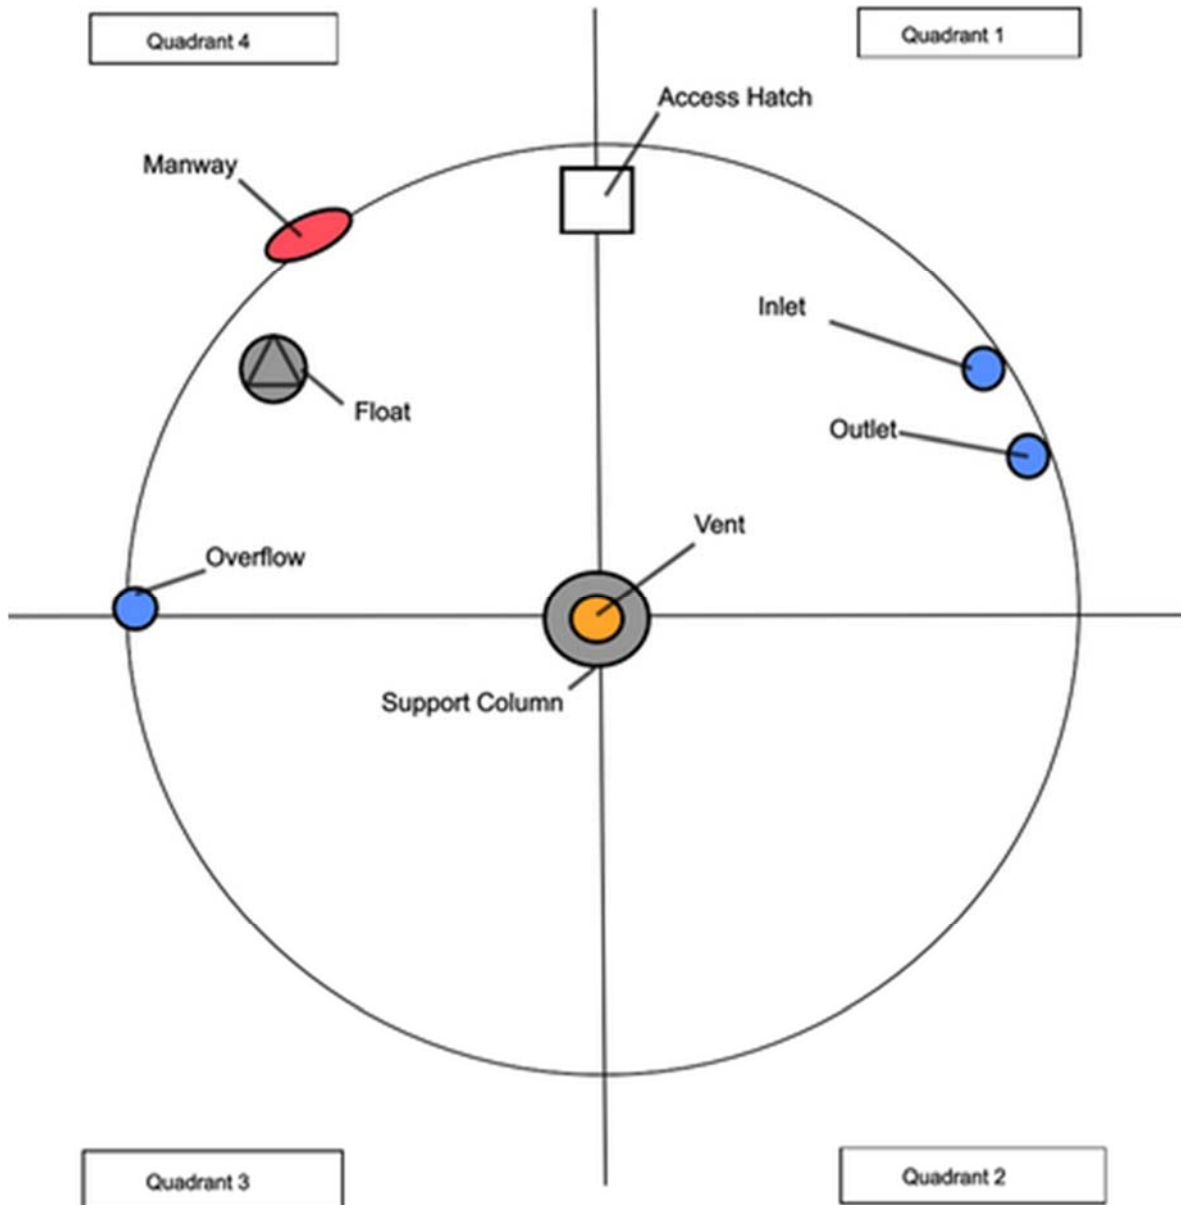 Quadrant 4
Quadrant 1
Access Hatch
Manway
Inlet
Float
Outlet
Vent
Overflow
Support Column
Quadrant 3
Quadrant 2